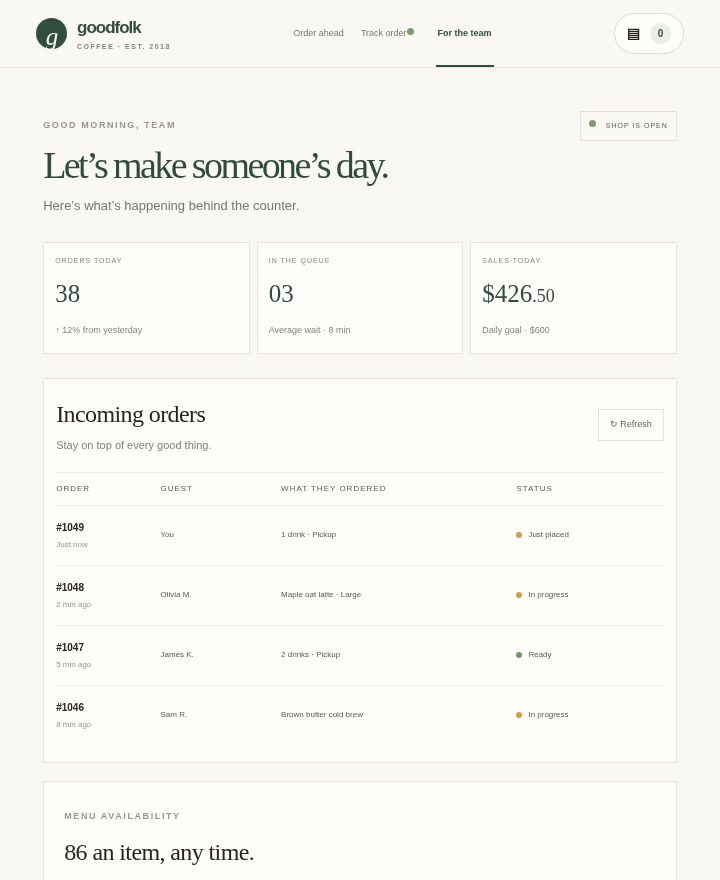 goodfolk
COFFEE · EST. 2018
Order ahead
Track order
For the team
0
GOOD MORNING, TEAM
SHOP IS OPEN
Let’s make someone’s day.
Here’s what’s happening behind the counter.
ORDERS TODAY
38
↑ 12% from yesterday
IN THE QUEUE
03
Average wait · 8 min
SALES TODAY
$426.50
Daily goal · $600
Incoming orders
Stay on top of every good thing.
↻ Refresh
ORDER GUEST WHAT THEY ORDERED STATUS
#1049
Just now
You
1 drink · Pickup
Just placed
#1048
2 min ago
Olivia M.
Maple oat latte · Large
In progress
#1047
5 min ago
James K.
2 drinks · Pickup
Ready
#1046
8 min ago
Sam R.
Brown butter cold brew
In progress
MENU AVAILABILITY
86 an item, any time.